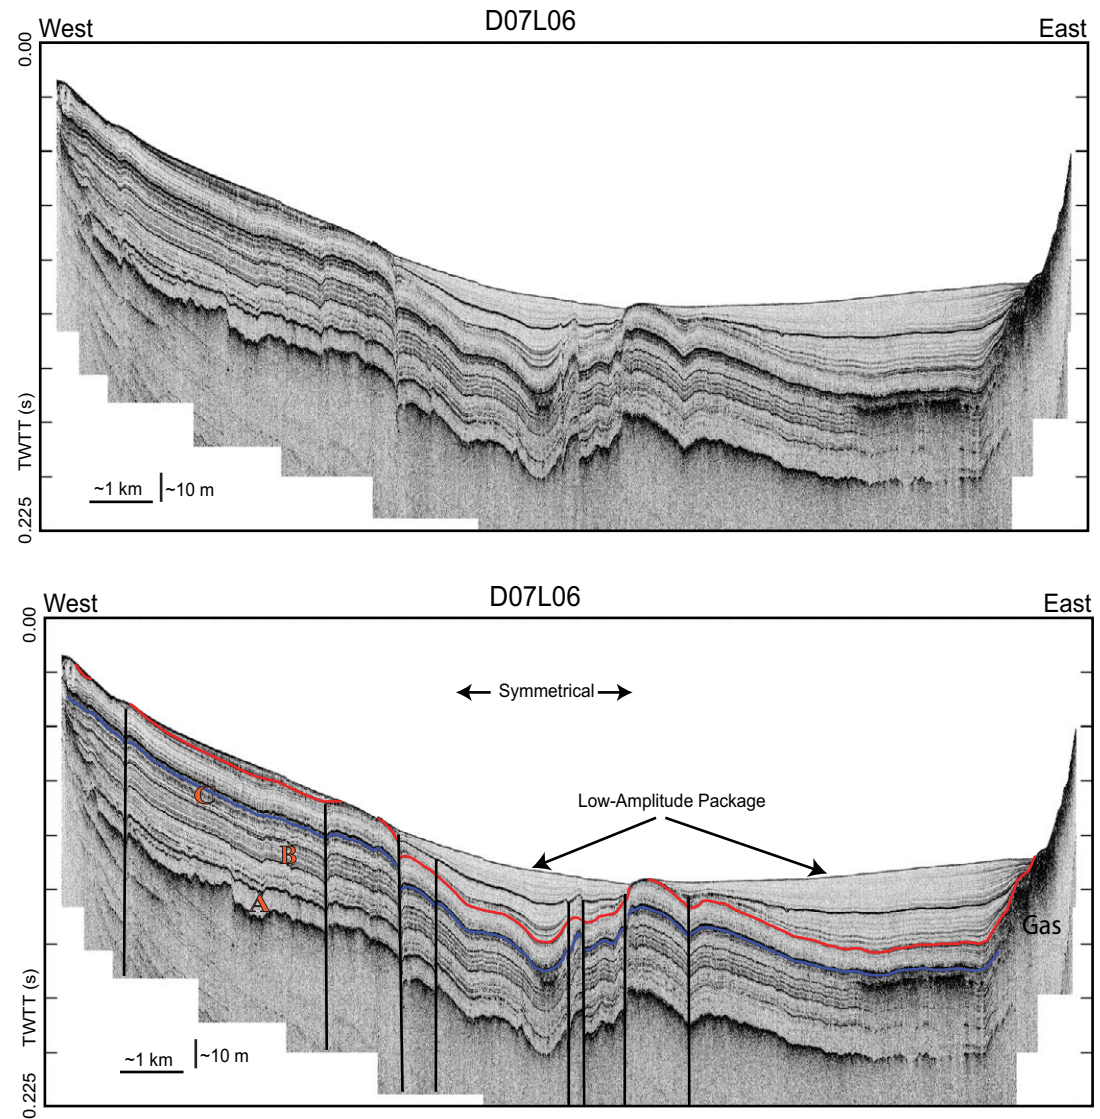 D07L06
West
East
0.00
TWTT (s)
~1 km
~10 m
0.225
D07L06
West
East
0.00
Symmetrical
C
Low-Amplitude Package
B
A
Gas
TWTT (s)
~1 km
~10 m
0.225